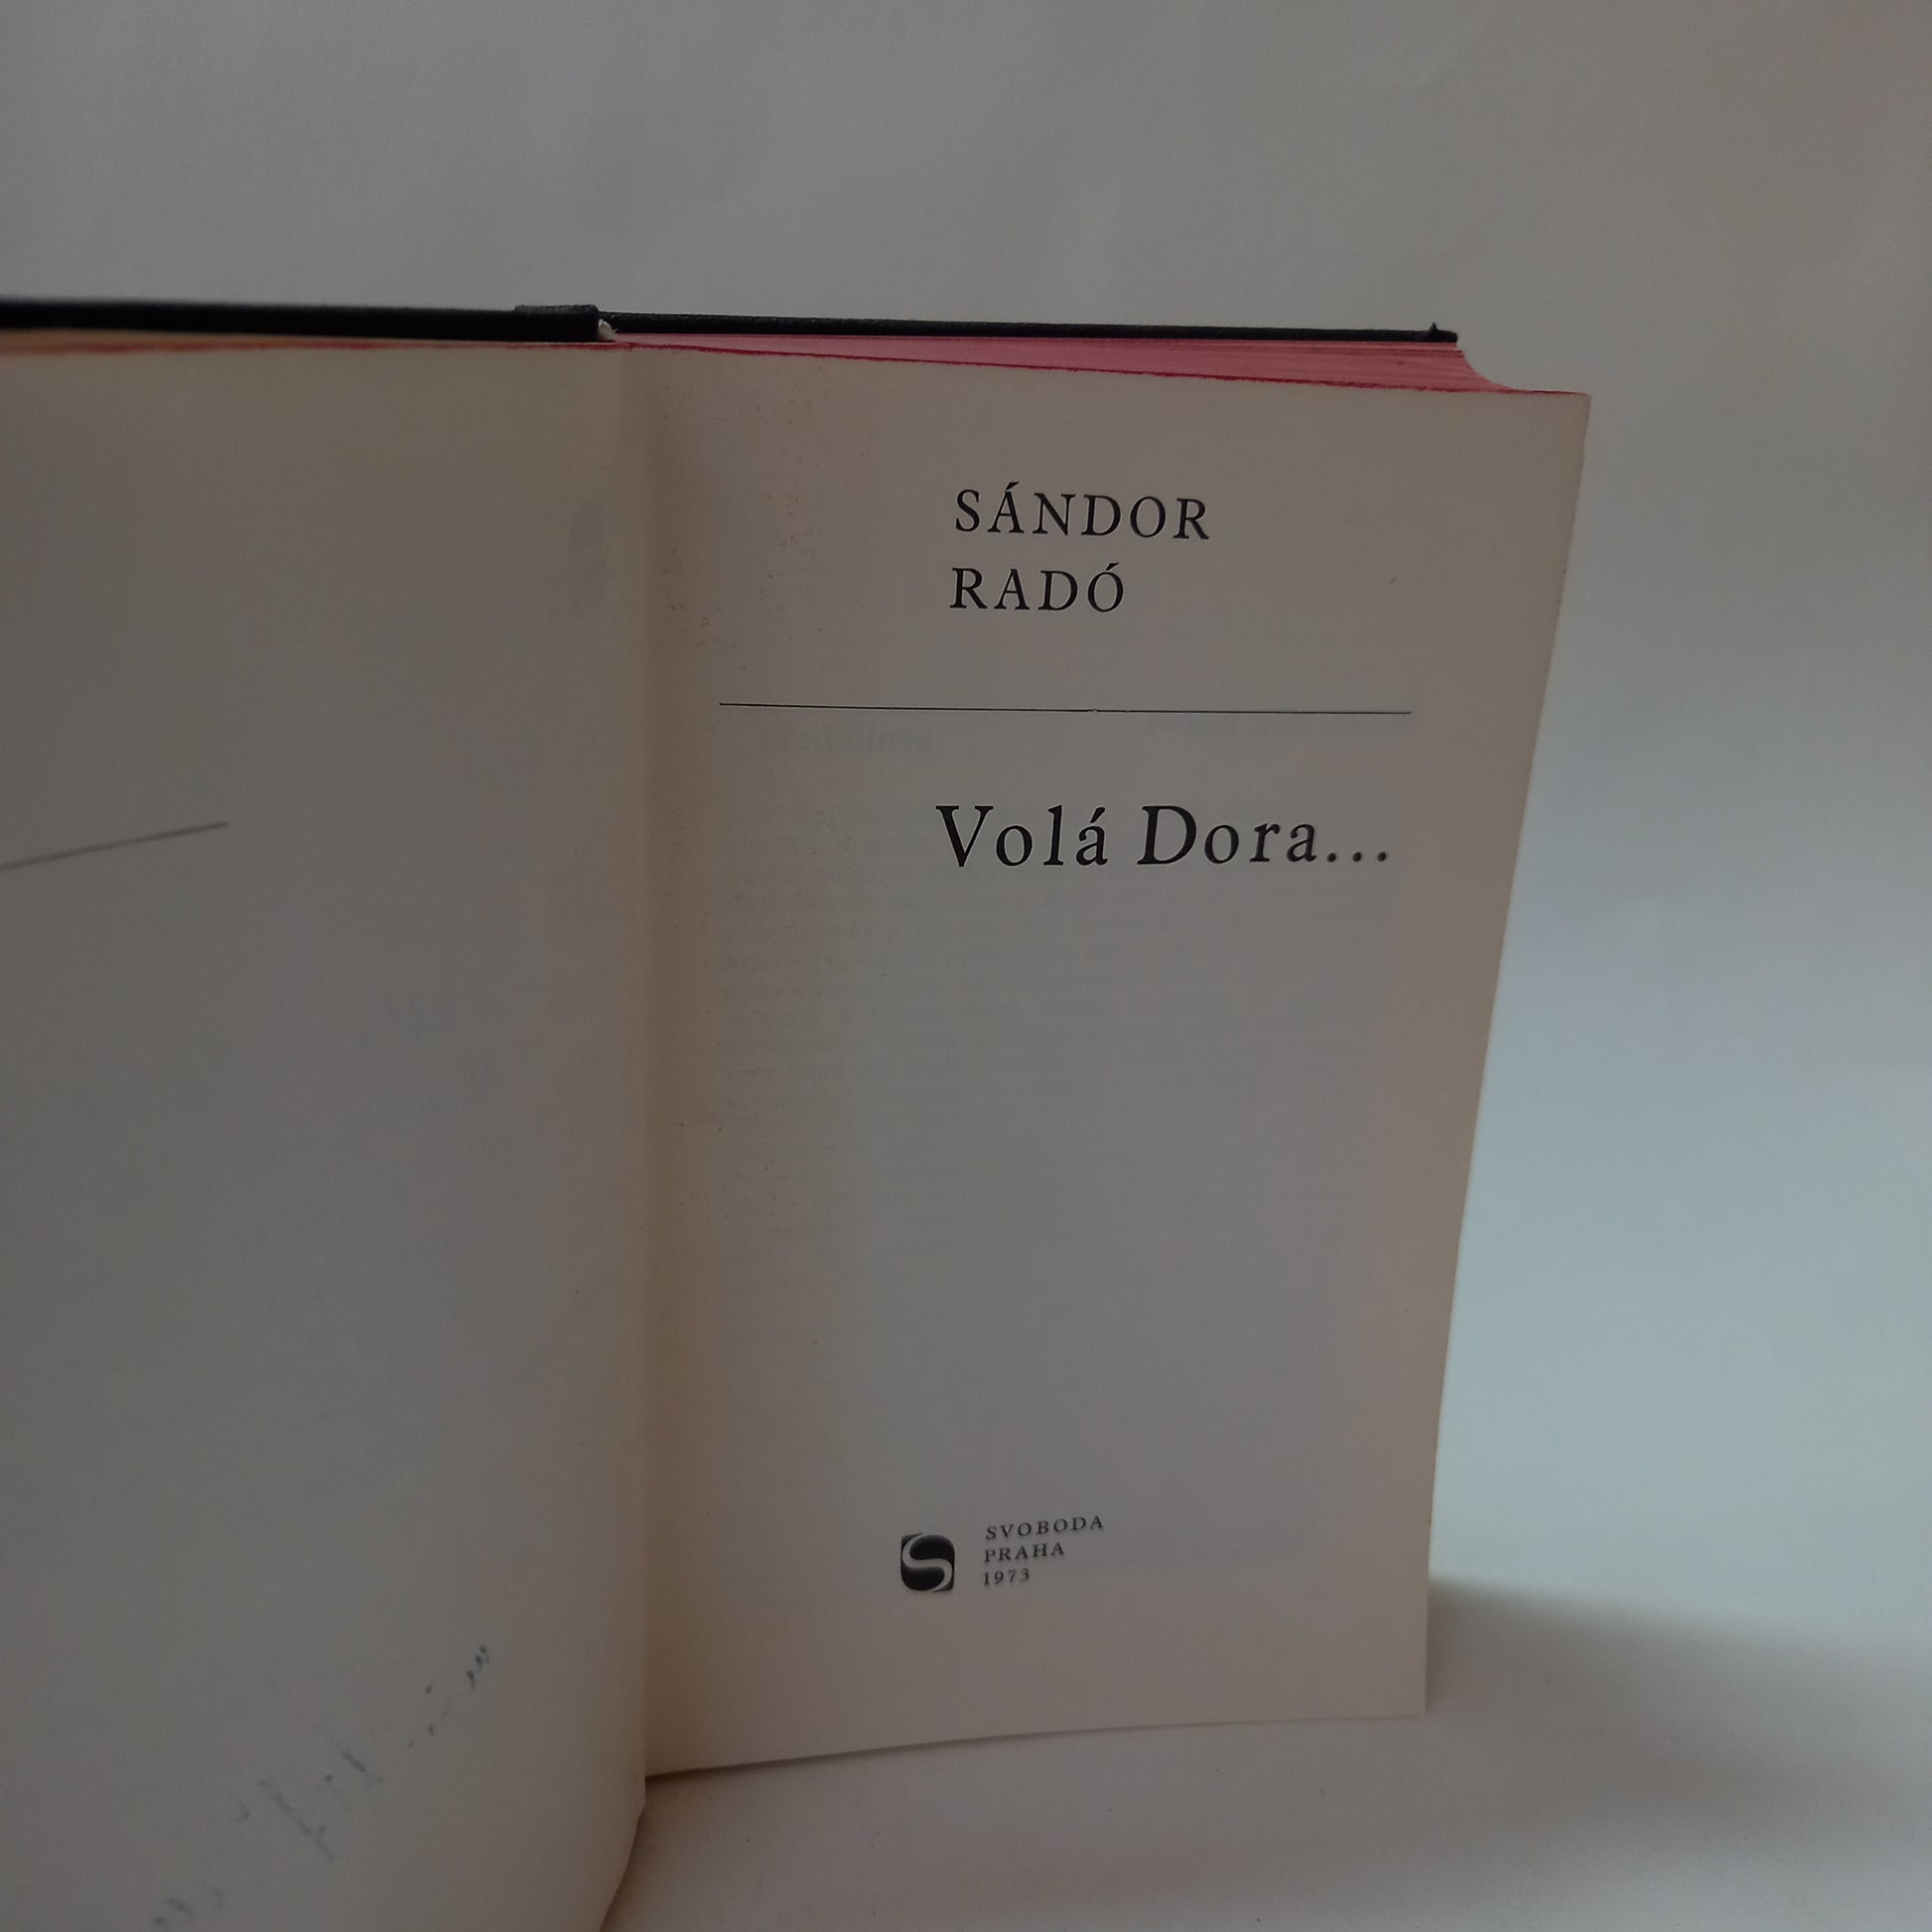 SÁNDOR
RADÓ
Volá Dora...
SVOBODA
PRAHA
1973